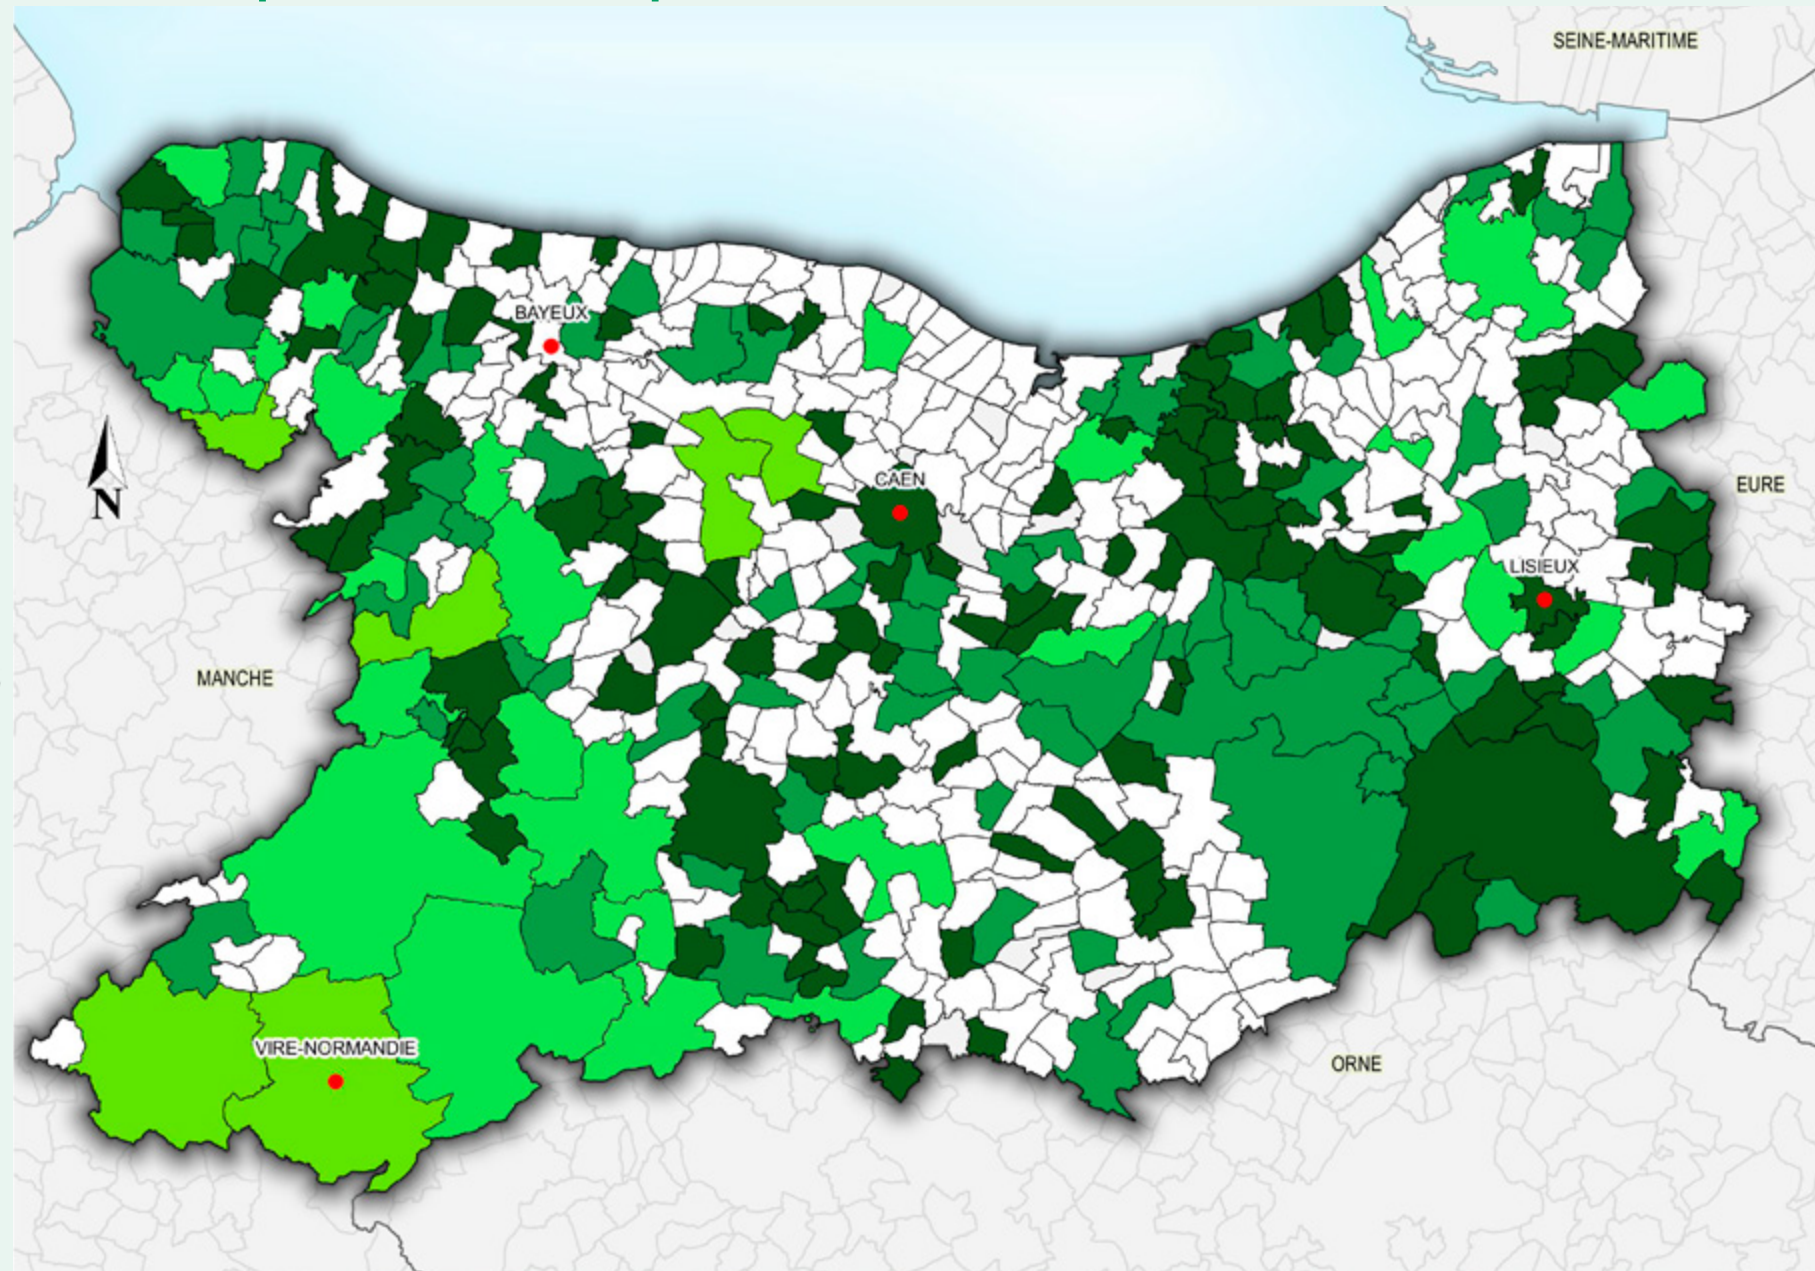 SEINE-MARITIME
BAYEUX
CAEN
EURE
N
LISIEUX
MANCHE
VIRE-NORMANDIE
ORNE